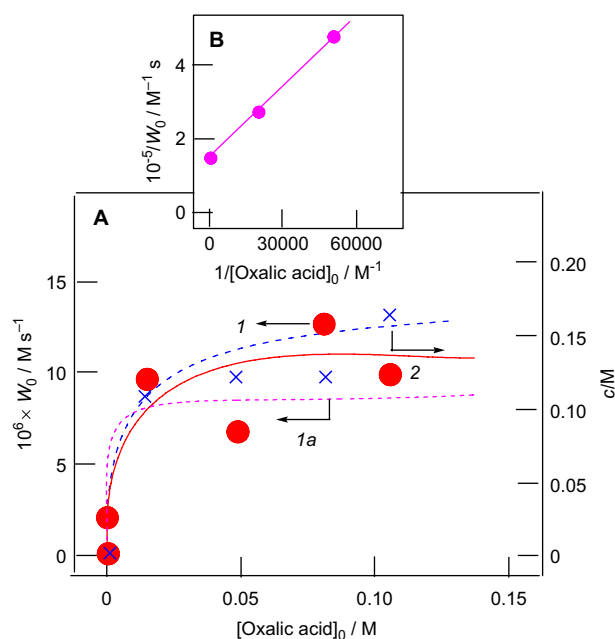 B
10⁻⁵/W₀ / M⁻¹ s
4
2
0
0 30000 60000
1/[Oxalic acid]₀ / M⁻¹
A
10⁶ × W₀ / M s⁻¹
15
10
5
0
1
1a
2
0.20
0.15
0.10
0.05
0
c/M
0 0.05 0.10 0.15
[Oxalic acid]₀ / M